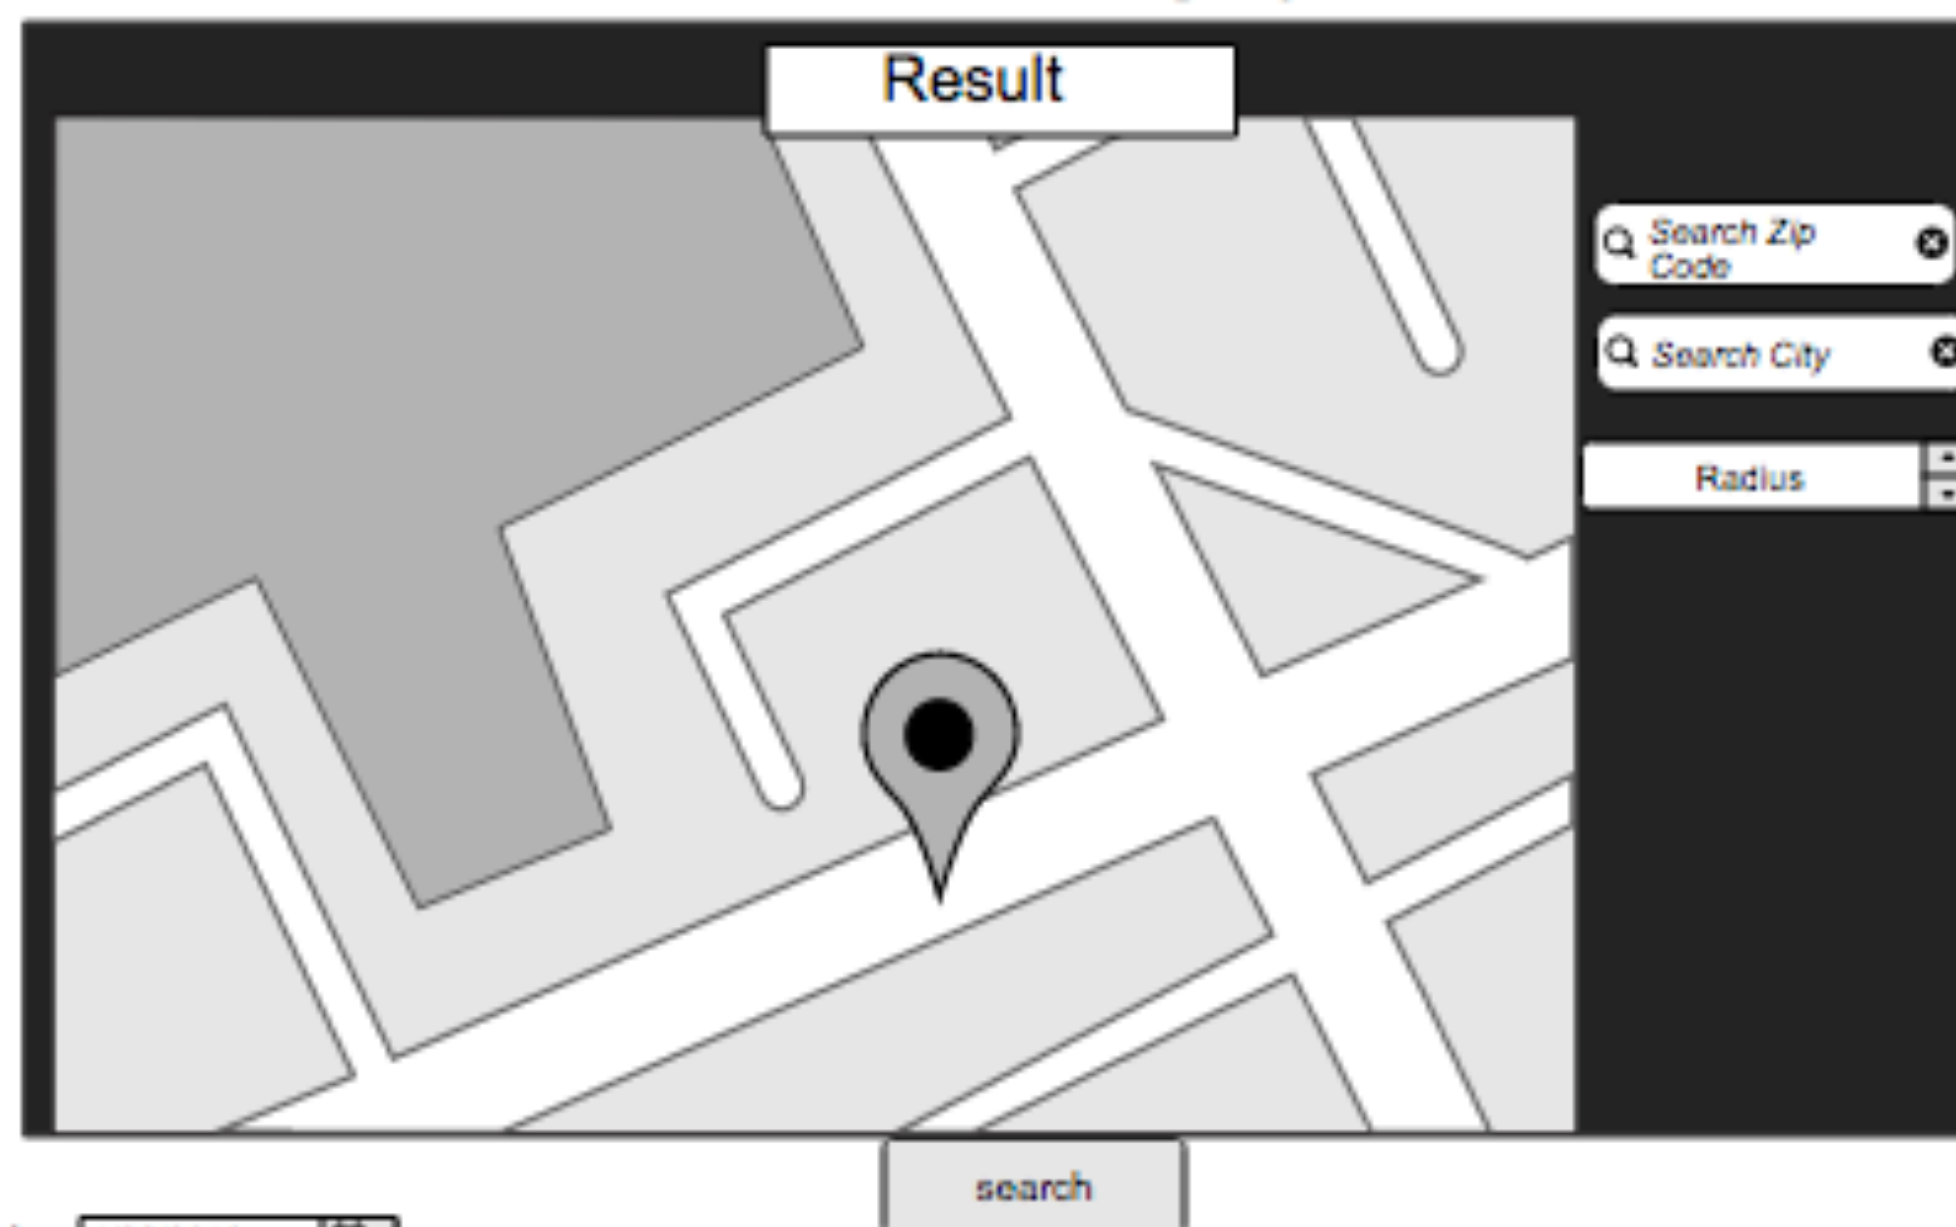 Result
Search Zip
Code
Search City
Radius
search